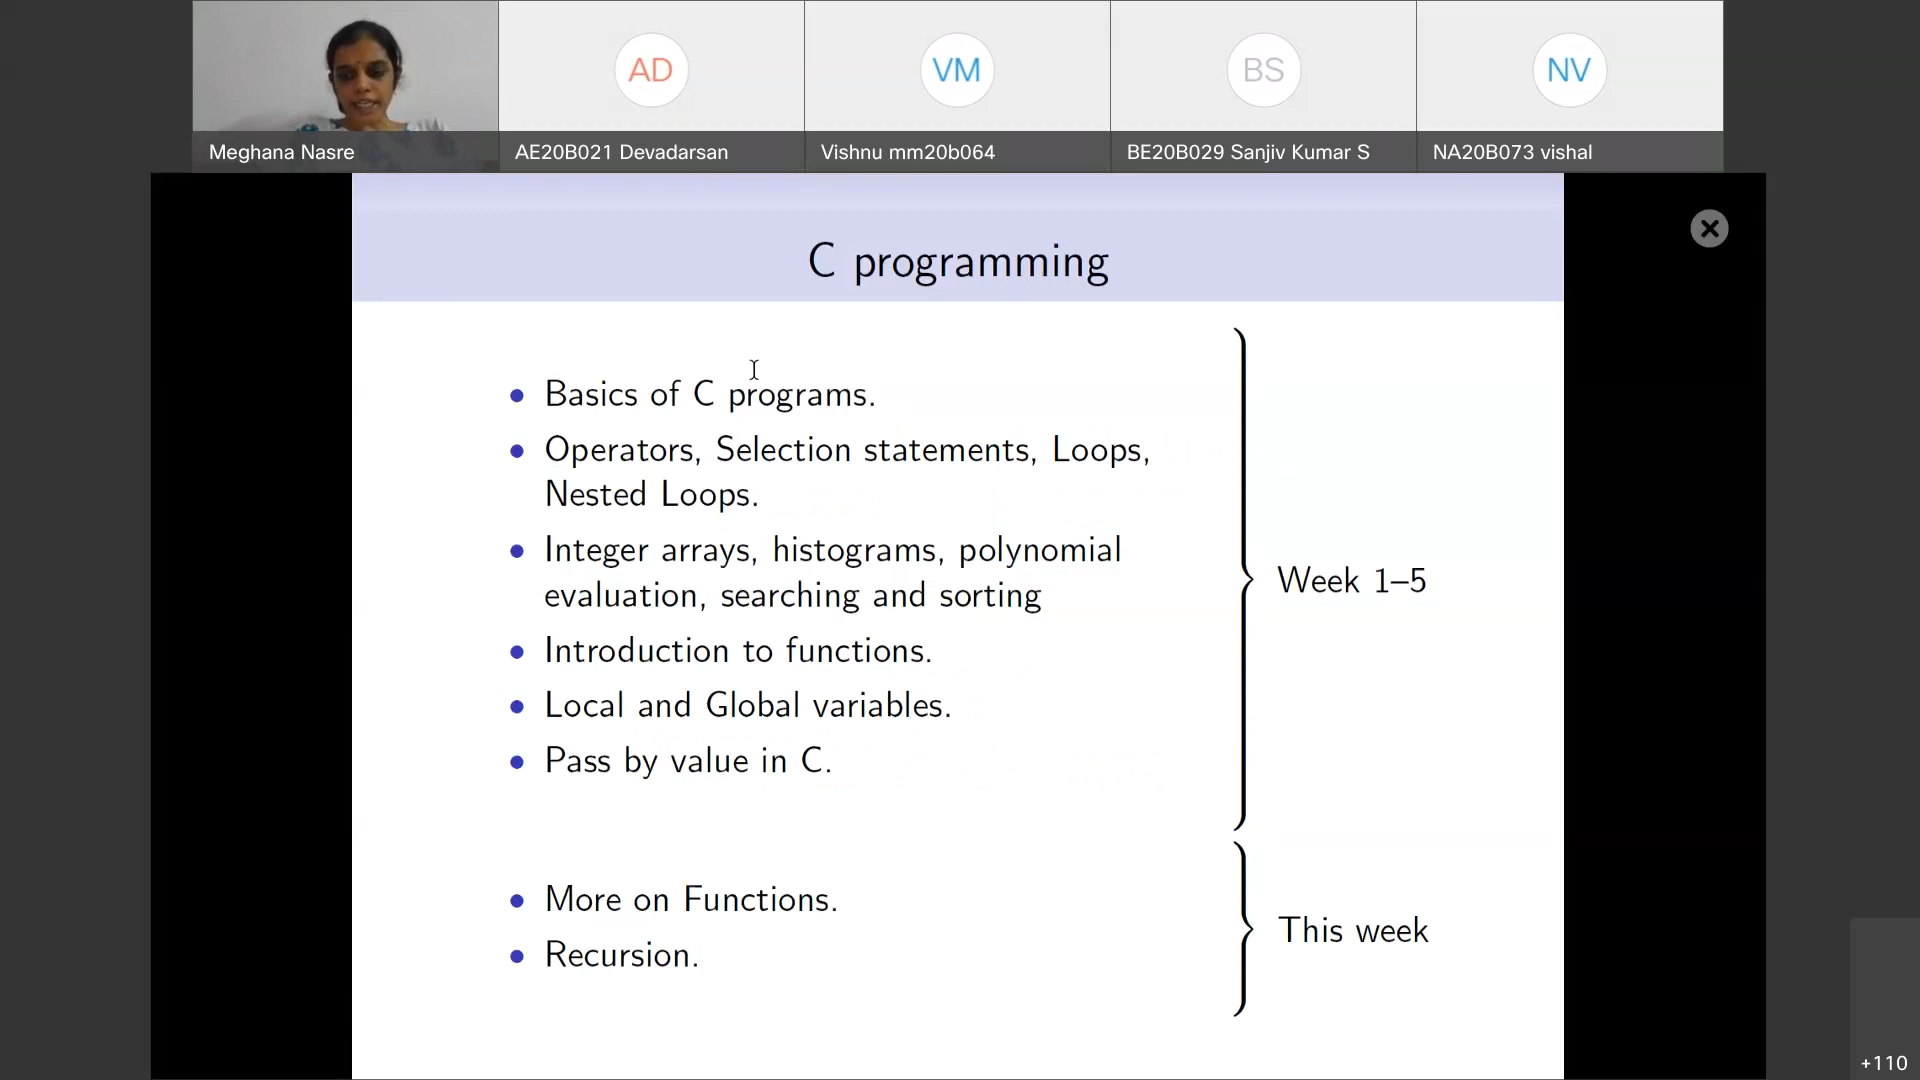 AD
VM
BS
NV
Meghana Nasre
AE20B021 Devadarsan
Vishnu mm20b064
BE20B029 Sanjiv Kumar S
NA20B073 vishal
C programming
• Basics of C programs.
• Operators, Selection statements, Loops,
Nested Loops.
• Integer arrays, histograms, polynomial
evaluation, searching and sorting
• Introduction to functions.
• Local and Global variables.
• Pass by value in C.
Week 1–5
• More on Functions.
• Recursion.
This week
+110